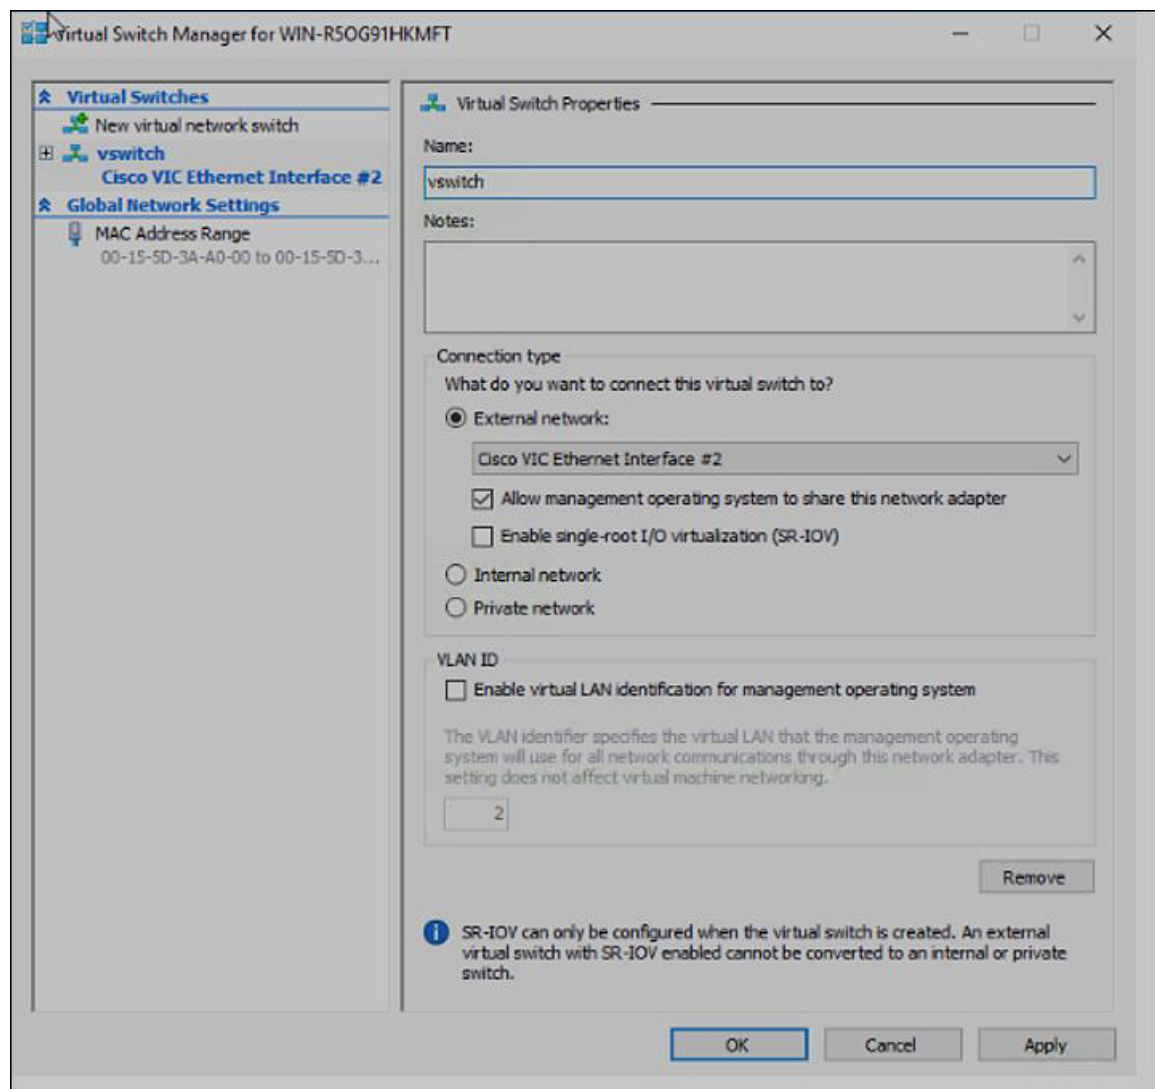 Virtual Switch Manager for WIN-R5OG91HKMFT
Virtual Switches
New virtual network switch
vswitch
Cisco VIC Ethernet Interface #2
Global Network Settings
MAC Address Range
00-15-5D-3A-A0-00 to 00-15-5D-3...
Virtual Switch Properties
Name:
vswitch
Notes:
Connection type
What do you want to connect this virtual switch to?
External network:
Cisco VIC Ethernet Interface #2
Allow management operating system to share this network adapter
Enable single-root I/O virtualization (SR-IOV)
Internal network
Private network
VLAN ID
Enable virtual LAN identification for management operating system
The VLAN identifier specifies the virtual LAN that the management operating
system will use for all network communications through this network adapter. This
setting does not affect virtual machine networking.
2
Remove
SR-IOV can only be configured when the virtual switch is created. An external
virtual switch with SR-IOV enabled cannot be converted to an internal or private
switch.
OK
Cancel
Apply